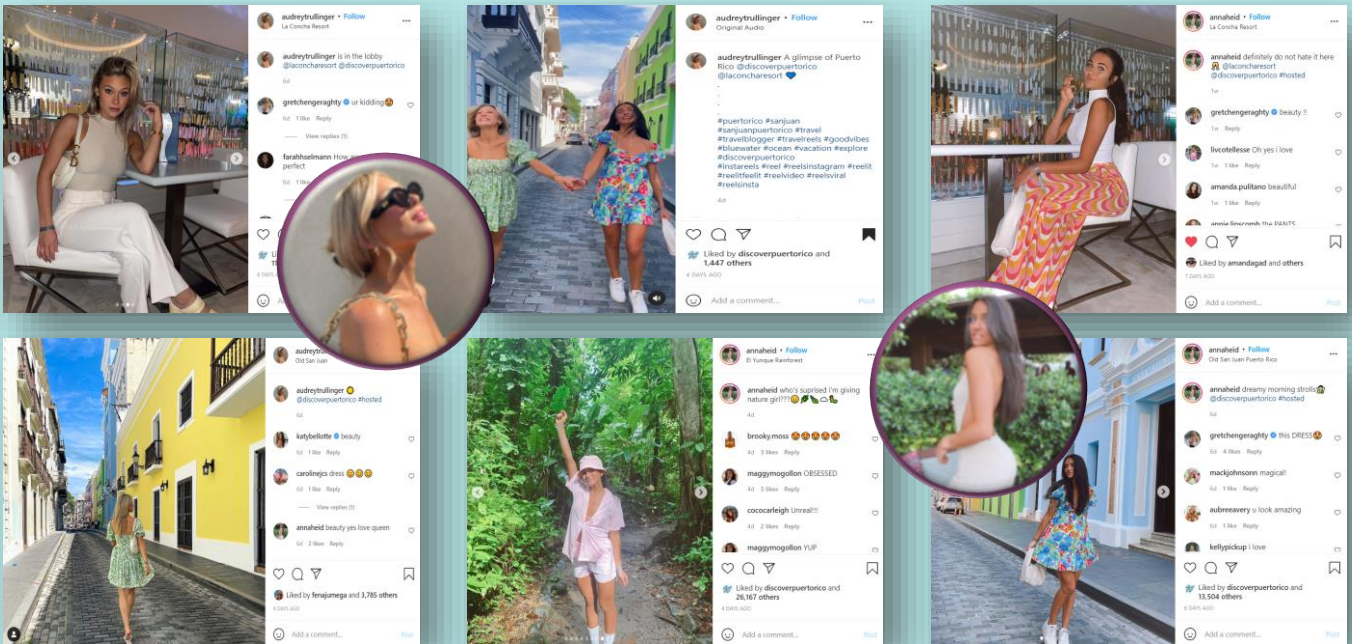 audreytrullinger • Follow
La Concha Resort
audreytrullinger is in the lobby
@laconcharesort @discoverpuertorico
6d
gretchengeraghty ur kidding😍
6d 1 like Reply
View replies (1)
farahhselmann How
perfect
6d 1 like
4 DAYS AGO
audreytrullinger • Follow
Original Audio
audreytrullinger A glimpse of Puerto
Rico @discoverpuertorico
@laconcharesort 💙
.
.
.
.
.
#puertorico #sanjuan
#sanjuanpuertorico #travel
#travelblogger #travelreels #goodvibes
#bluewater #ocean #vacation #explore
#discoverpuertorico
#instareels #reel #reelsinstagram #reelit
#reelitfeelit #reelvideo #reelsviral
#reelsinsta
4d
Liked by discoverpuertorico and
1,447 others
4 DAYS AGO
Add a comment...
Post
annaheid • Follow
La Concha Resort
annaheid definitely do not hate it here
@laconcharesort
@discoverpuertorico #hosted
1w
gretchengeraghty beauty !!
1w Reply
livcotellesse Oh yes i love
1w 1 like Reply
amanda.pulitano beautiful
1w 1 like Reply
annie.lipscomb the PANTS
Liked by amandagad and others
7 DAYS AGO
Add a comment...
Post
Old San Juan
audreytrullinger
@discoverpuertorico #hosted
6d
katybellotte beauty
6d 1 like Reply
carolinejcs dress
6d 1 like Reply
View replies (1)
annaheid beauty yes love queen
6d 2 likes Reply
Liked by fenajumega and 3,785 others
6 DAYS AGO
Add a comment...
Post
annaheid • Follow
El Yunque Rainforest
annaheid who's suprised i'm giving
nature girl???
4d
brooky.moss 😍😍😍😍😍
4d 3 likes Reply
maggymogollon OBSESSED
4d 3 likes Reply
cococarleigh Unreal!!!
4d 2 likes Reply
maggymogollon YUP
Liked by discoverpuertorico and
26,167 others
4 DAYS AGO
Add a comment...
Post
annaheid • Follow
Old San Juan Puerto Rico
annaheid dreamy morning strolls
@discoverpuertorico #hosted
6d
gretchengeraghty this DRESS😍
6d 4 likes Reply
mackjohnsonn magical!
6d 1 like Reply
aubreeavery u look amazing
6d 1 like Reply
kellypickup i love
Liked by discoverpuertorico and
13,504 others
6 DAYS AGO
Add a comment...
Post